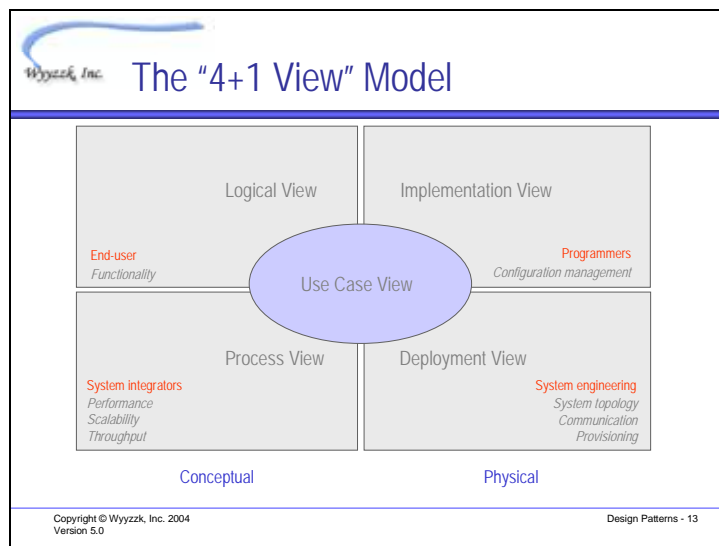 Wyyzzk, Inc.
The "4+1 View" Model
Logical View
End-user
Functionality
Implementation View
Programmers
Configuration management
Use Case View
Process View
System integrators
Performance
Scalability
Throughput
Deployment View
System engineering
System topology
Communication
Provisioning
Conceptual
Physical
Copyright © Wyyzzk, Inc. 2004
Version 5.0
Design Patterns - 13